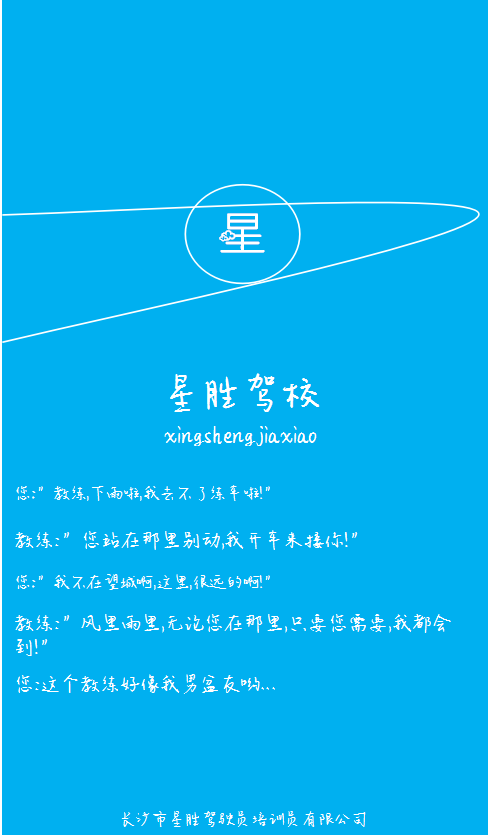 星
星胜驾校
xingshengjiaxiao
您:"教练,下雨啦,我去不了练车啦!"
教练:"您站在那里别动,我开车来接你!"
您:"我不在望城啊,这里,很远的啊!"
教练:"风里雨里,无论您在那里,只要您需要,我都会
到!"
您:这个教练好像我男盆友哟...
长沙市星胜驾驶员培训员有限公司